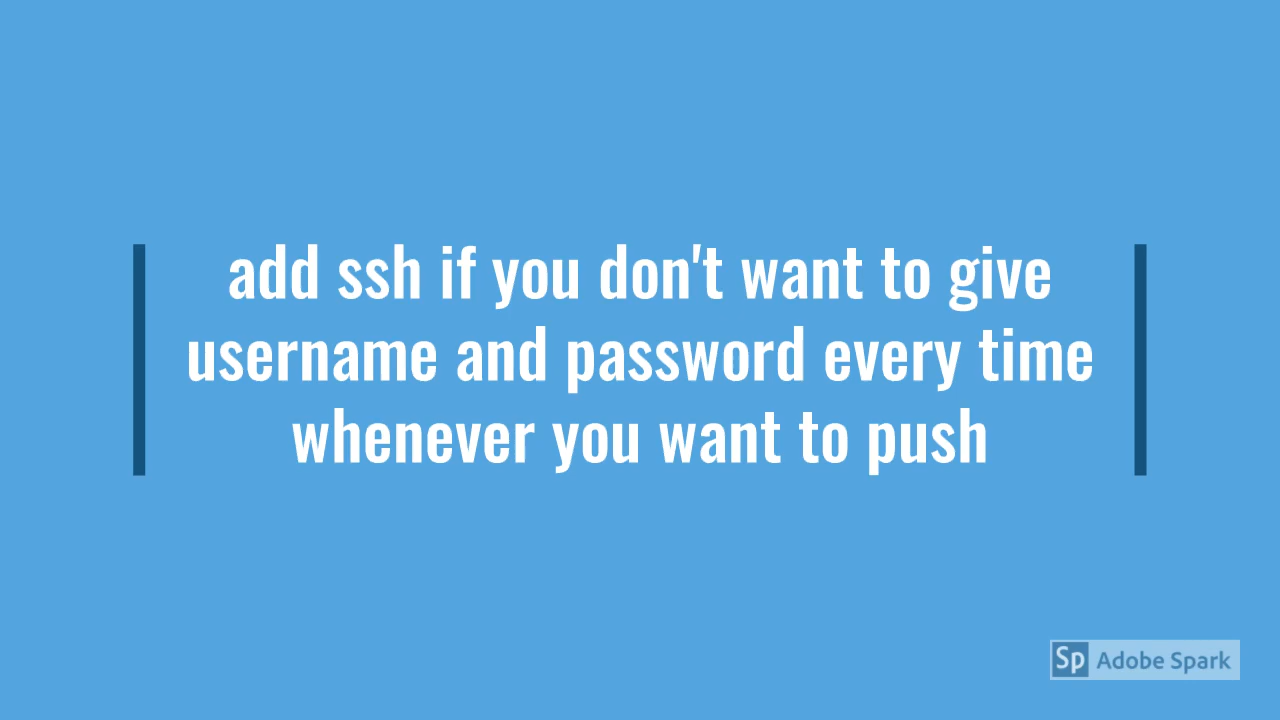 add ssh if you don't want to give
username and password every time
whenever you want to push
Sp Adobe Spark